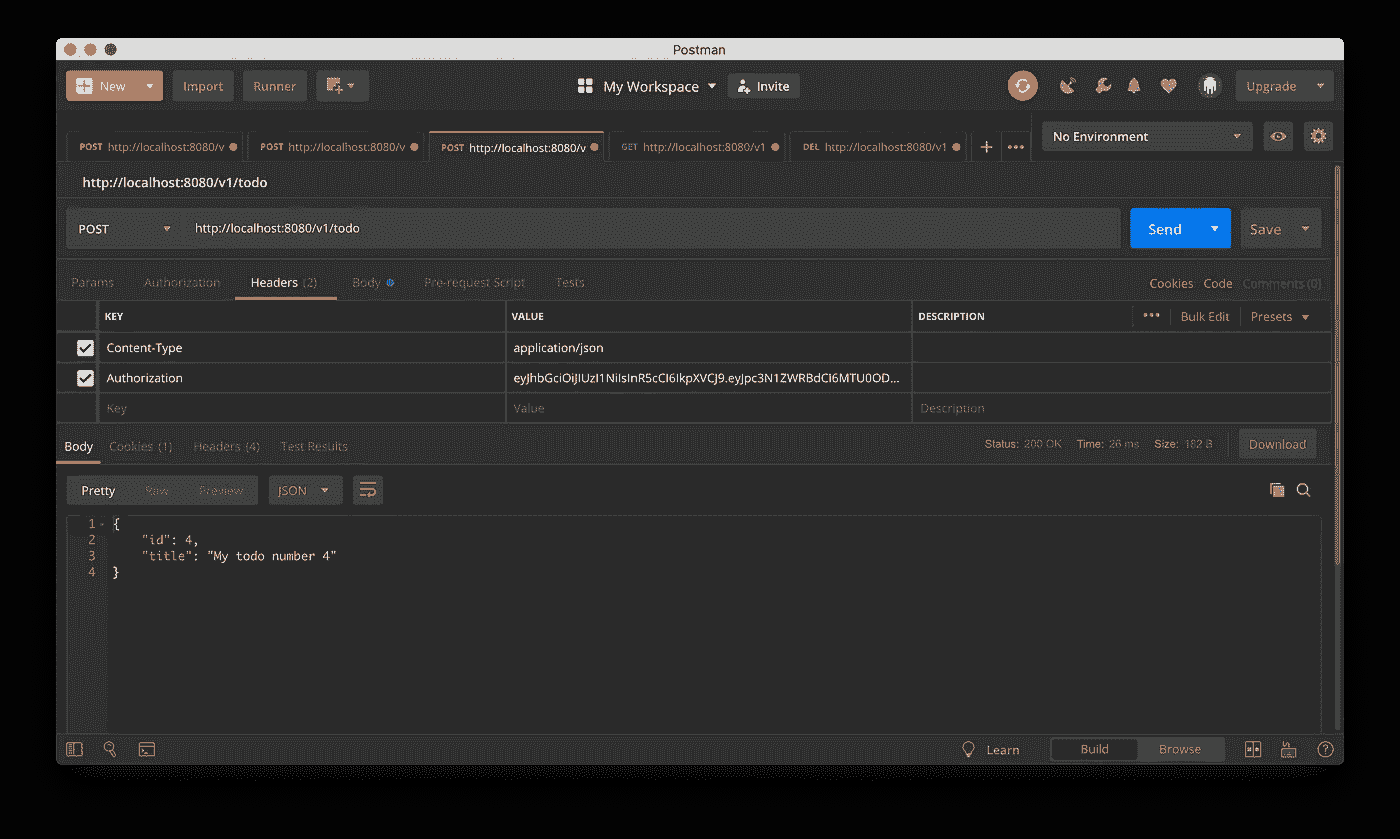 Postman
New Import Runner My Workspace Invite Upgrade
POST http://localhost:8080/v POST http://localhost:8080/v POST http://localhost:8080/v GET http://localhost:8080/v1 DEL http://localhost:8080/v1 No Environment
http://localhost:8080/v1/todo
POST http://localhost:8080/v1/todo Send Save
Params Authorization Headers (2) Body Pre-request Script Tests Cookies Code Comments (0)
KEY VALUE DESCRIPTION Bulk Edit Presets
Content-Type application/json
Authorization eyJhbGciOiJIUzI1NiIsInR5cCI6IkpXVCJ9.eyJpc3N1ZWRBdCI6MTU0OD...
Key Value Description
Body Cookies (1) Headers (4) Test Results Status: 200 OK Time: 26 ms Size: 182 B Download
Pretty Raw Preview JSON
1 {
2 "id": 4,
3 "title": "My todo number 4"
4 }
Learn Build Browse